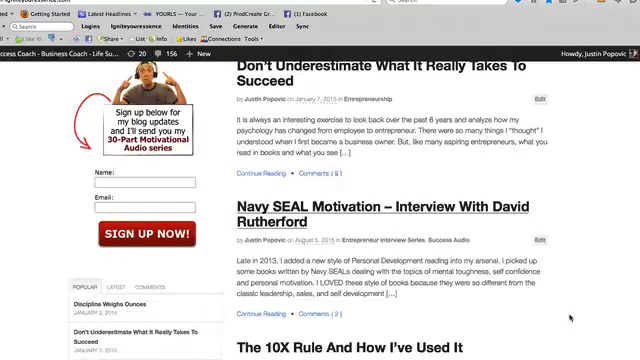 Search
Logins
Igniteyouressence
Domains
Internet Search
Inbox
Getting Started
Latest Headlines
YOURLS
Twitter
ProdCreate Gr...
Facebook
Search
I like it!
Likes
Connections
Tools
ccess Coach - Business Coach - Life Su...
20
156
New
Howdy, Justin Popovic
Sign up below for
my blog updates
and I'll send you my
30-Part Motivational
Audio series
Name:
Email:
SIGN UP NOW!
POPULAR
LATEST
COMMENTS
Discipline Weighs Ounces
JANUARY 2, 2014
Don't Underestimate What It Really Takes To
Succeed
JANUARY 7, 2015
Don't Underestimate What It Really Takes To
Succeed
by Justin Popovic on January 7, 2015 in Entrepreneurship
Edit
It is always an interesting exercise to look back over the past 6 years and analyze how my
psychology has changed from employee to entrepreneur. There were so many things I "thought" I
understood when I first became a business owner. But, like many aspiring entrepreneurs, what you
read in books and what you see [...]
Continue Reading • Comments
Navy SEAL Motivation – Interview With David
Rutherford
by Justin Popovic on August 5, 2015 in Entrepreneur Interview Series, Success Audio
Edit
Late in 2013, I added a new style of Personal Development reading into my arsenal. I picked up
some books written by Navy SEALs dealing with the topics of mental toughness, self confidence
and personal motivation. I LOVED these style of books because they were so different from the
classic leadership, sales, and self development [...]
Continue Reading • Comments { 2 }
The 10X Rule And How I've Used It